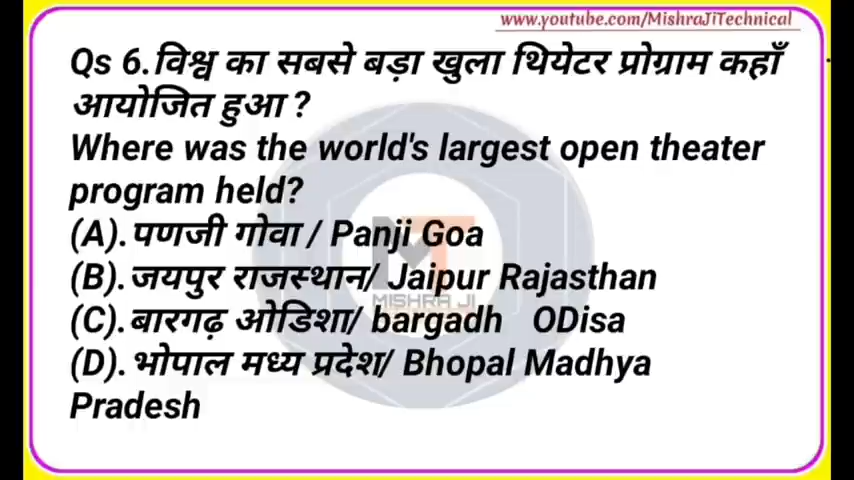 www.youtube.com/MishraJiTechnical
Qs 6.विश्व का सबसे बड़ा खुला थियेटर प्रोग्राम कहाँ
आयोजित हुआ ?
Where was the world's largest open theater
program held?
(A).पणजी गोवा / Panji Goa
(B).जयपुर राजस्थान/ Jaipur Rajasthan
(C).बारगढ़ ओडिशा/ bargadh ODisa
(D).भोपाल मध्य प्रदेश/ Bhopal Madhya
Pradesh
MT
MISHRA JI